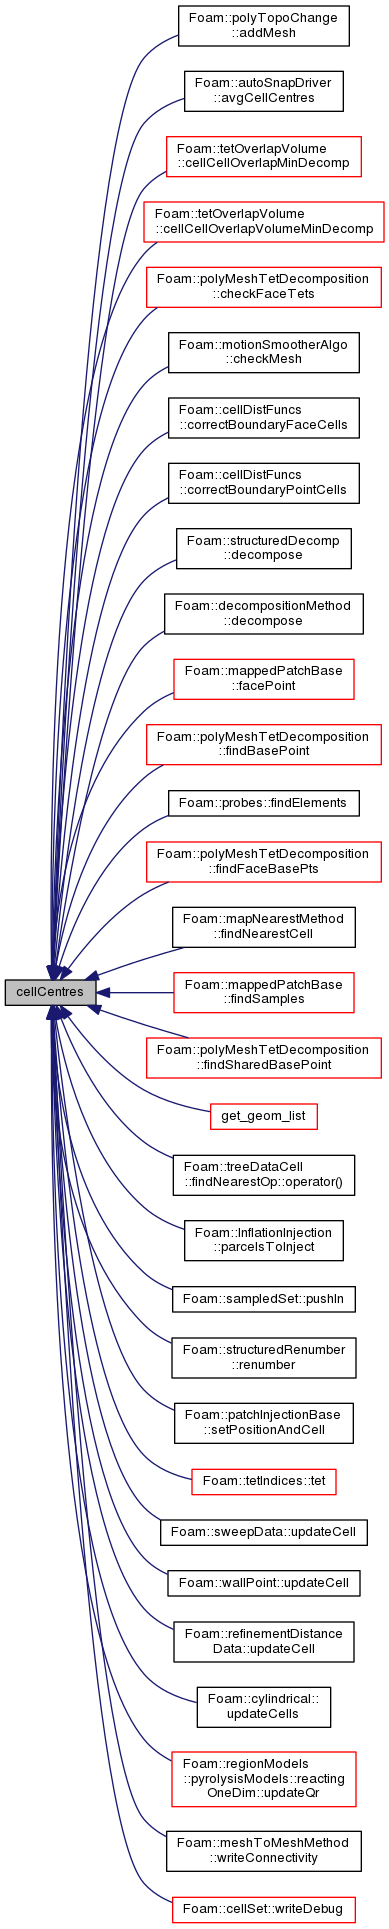 Foam::polyTopoChange
::addMesh
Foam::autoSnapDriver
::avgCellCentres
Foam::tetOverlapVolume
::cellCellOverlapMinDecomp
Foam::tetOverlapVolume
::cellCellOverlapVolumeMinDecomp
Foam::polyMeshTetDecomposition
::checkFaceTets
Foam::motionSmootherAlgo
::checkMesh
Foam::cellDistFuncs
::correctBoundaryFaceCells
Foam::cellDistFuncs
::correctBoundaryPointCells
Foam::structuredDecomp
::decompose
Foam::decompositionMethod
::decompose
Foam::mappedPatchBase
::facePoint
Foam::polyMeshTetDecomposition
::findBasePoint
Foam::probes::findElements
Foam::polyMeshTetDecomposition
::findFaceBasePts
Foam::mapNearestMethod
::findNearestCell
cellCentres
Foam::mappedPatchBase
::findSamples
Foam::polyMeshTetDecomposition
::findSharedBasePoint
get_geom_list
Foam::treeDataCell
::findNearestOp::operator()
Foam::InflationInjection
::parcelsToInject
Foam::sampledSet::pushIn
Foam::structuredRenumber
::renumber
Foam::patchInjectionBase
::setPositionAndCell
Foam::tetIndices::tet
Foam::sweepData::updateCell
Foam::wallPoint::updateCell
Foam::refinementDistance
Data::updateCell
Foam::cylindrical::
updateCells
Foam::regionModels
::pyrolysisModels::reacting
OneDim::updateQr
Foam::meshToMeshMethod
::writeConnectivity
Foam::cellSet::writeDebug